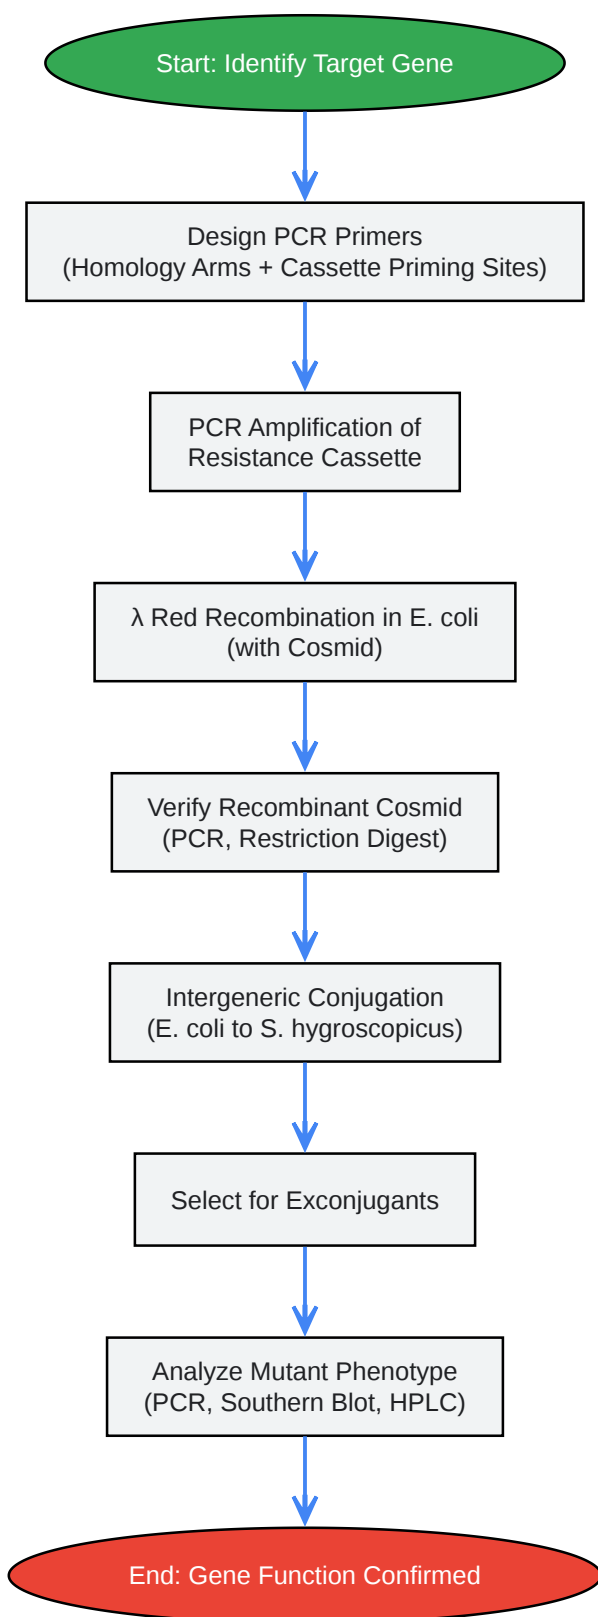 Start: Identify Target Gene
Design PCR Primers
(Homology Arms + Cassette Priming Sites)
PCR Amplification of
Resistance Cassette
λ Red Recombination in E. coli
(with Cosmid)
Verify Recombinant Cosmid
(PCR, Restriction Digest)
Intergeneric Conjugation
(E. coli to S. hygroscopicus)
Select for Exconjugants
Analyze Mutant Phenotype
(PCR, Southern Blot, HPLC)
End: Gene Function Confirmed